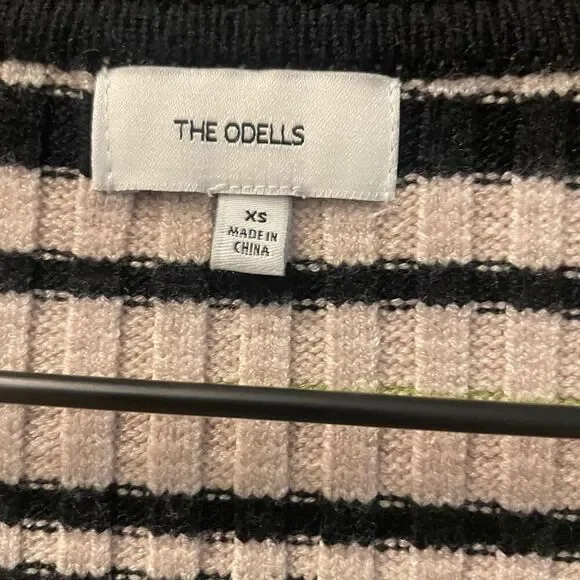 THE ODELLS
XS
MADE IN
CHINA